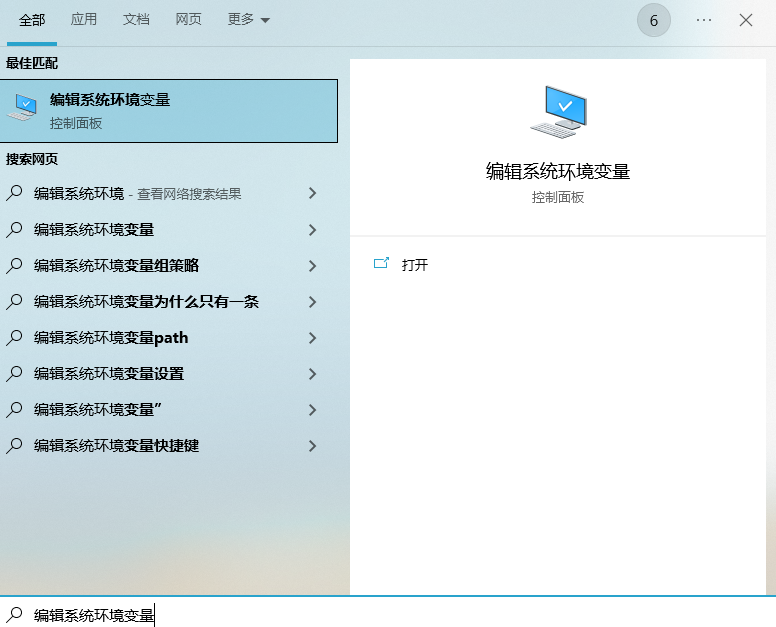 全部 应用 文档 网页 更多 6 ···
最佳匹配
编辑系统环境变量
控制面板
搜索网页
编辑系统环境 - 查看网络搜索结果
编辑系统环境变量
编辑系统环境变量组策略
编辑系统环境变量为什么只有一条
编辑系统环境变量path
编辑系统环境变量设置
编辑系统环境变量”
编辑系统环境变量快捷键
编辑系统环境变量
控制面板
打开
编辑系统环境变量